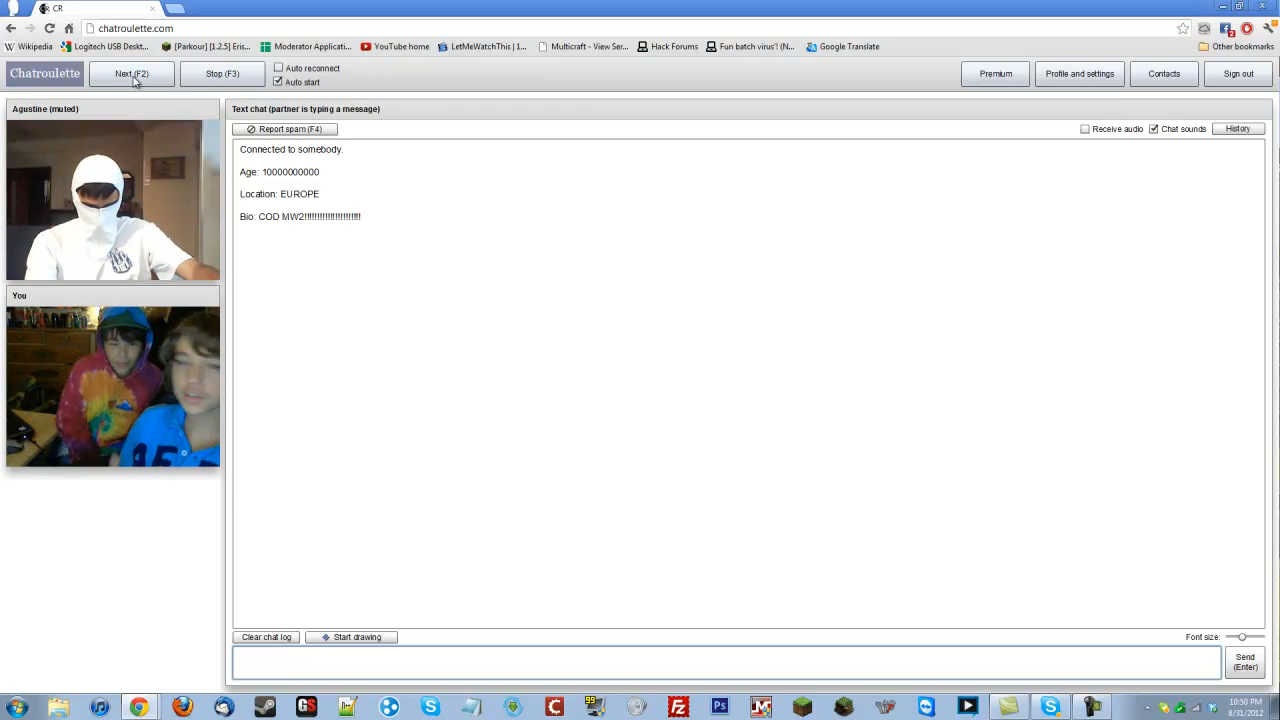 CR
chatroulette.com
Wikipedia
Logitech USB Deskt...
[Parkour] [1.2.5] Eris...
Moderator Applicati...
YouTube home
LetMeWatchThis | 1...
Multicraft - View Ser...
Hack Forums
Fun batch virus'! (N...
Google Translate
Other bookmarks
Chatroulette
Next (F2)
Stop (F3)
Auto reconnect
Auto start
Premium
Profile and settings
Contacts
Sign out
Agustine (muted)
Text chat (partner is typing a message)
Report spam (F4)
Receive audio
Chat sounds
History
Connected to somebody.
Age: 10000000000
Location: EUROPE
Bio: COD MW2!!!!!!!!!!!!!!!!!!!!!!!
You
Clear chat log
Start drawing
Font size:
Send
(Enter)
10:50 PM
8/31/2012